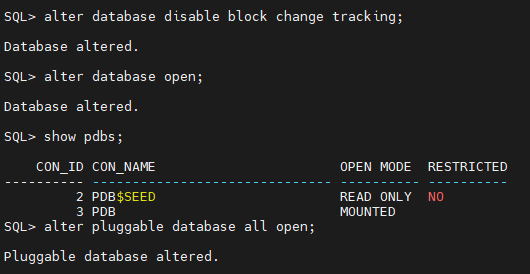 SQL> alter database disable block change tracking;
Database altered.
SQL> alter database open;
Database altered.
SQL> show pdbs;
    CON_ID CON_NAME                       OPEN MODE  RESTRICTED
---------- ------------------------------ ---------- ----------
         2 PDB$SEED                       READ ONLY  NO
         3 PDB                            MOUNTED
SQL> alter pluggable database all open;
Pluggable database altered.